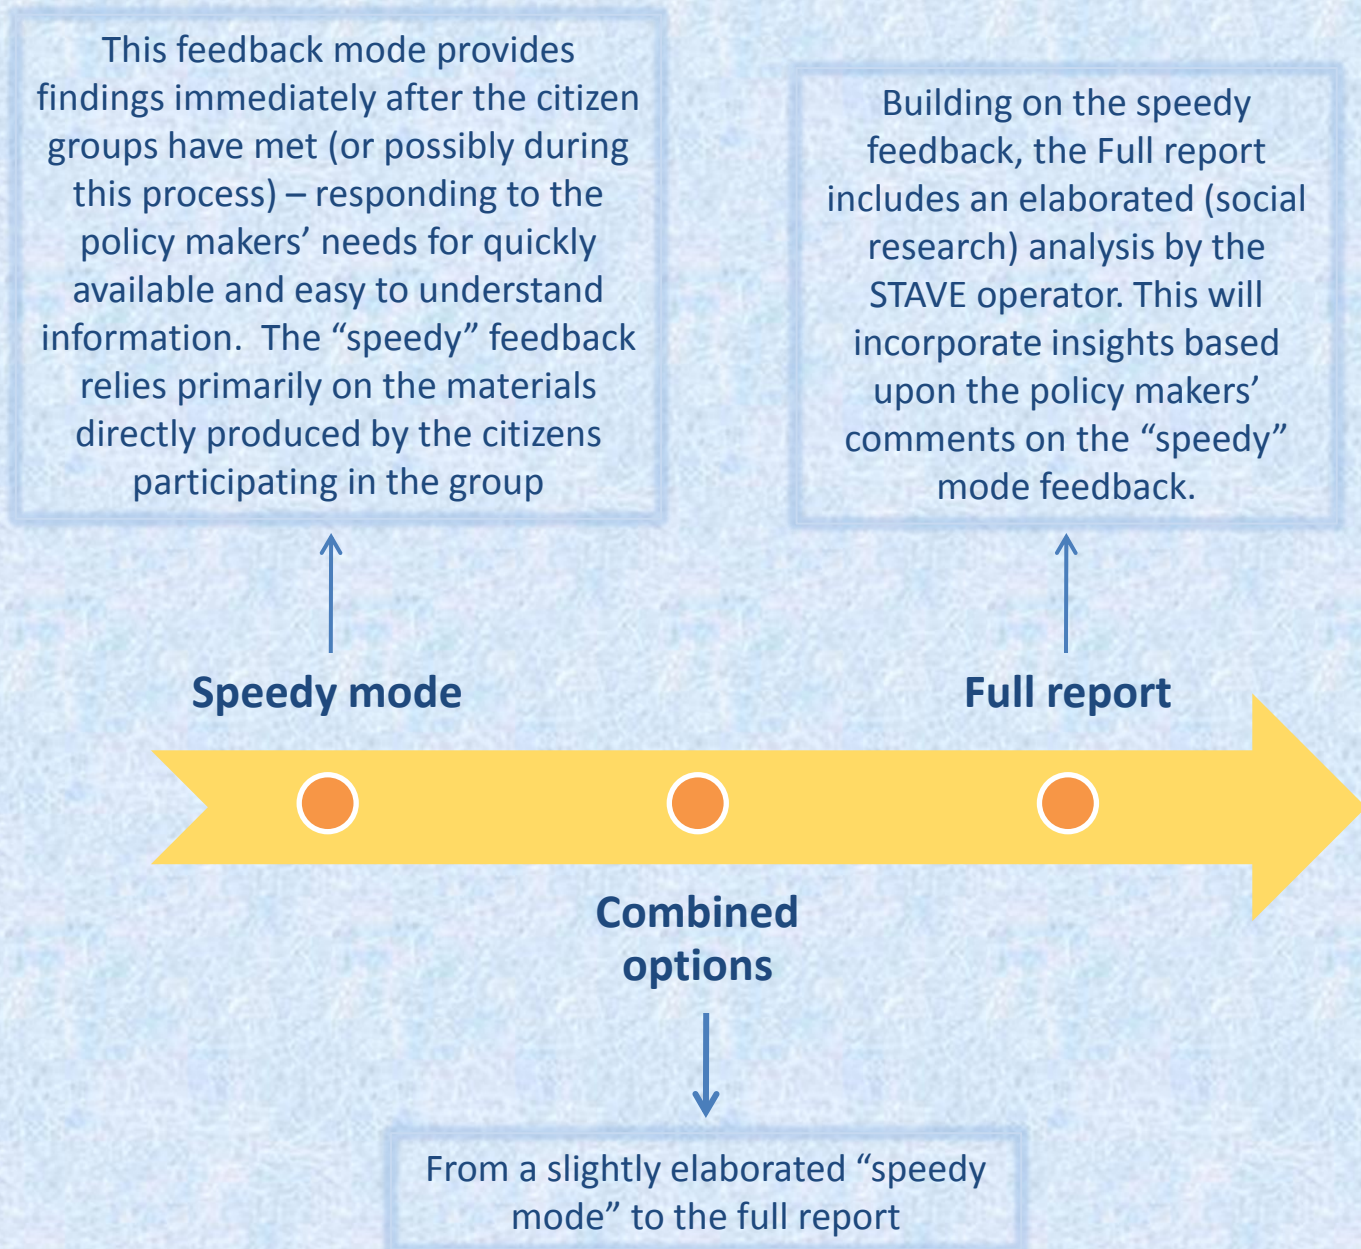 This feedback mode provides
findings immediately after the citizen
groups have met (or possibly during
this process) – responding to the
policy makers’ needs for quickly
available and easy to understand
information.  The “speedy” feedback
relies primarily on the materials
directly produced by the citizens
participating in the group
Building on the speedy
feedback, the Full report
includes an elaborated (social
research) analysis by the
STAVE operator. This will
incorporate insights based
upon the policy makers’
comments on the “speedy”
mode feedback.
Speedy mode
Full report
Combined
options
From a slightly elaborated “speedy
mode” to the full report